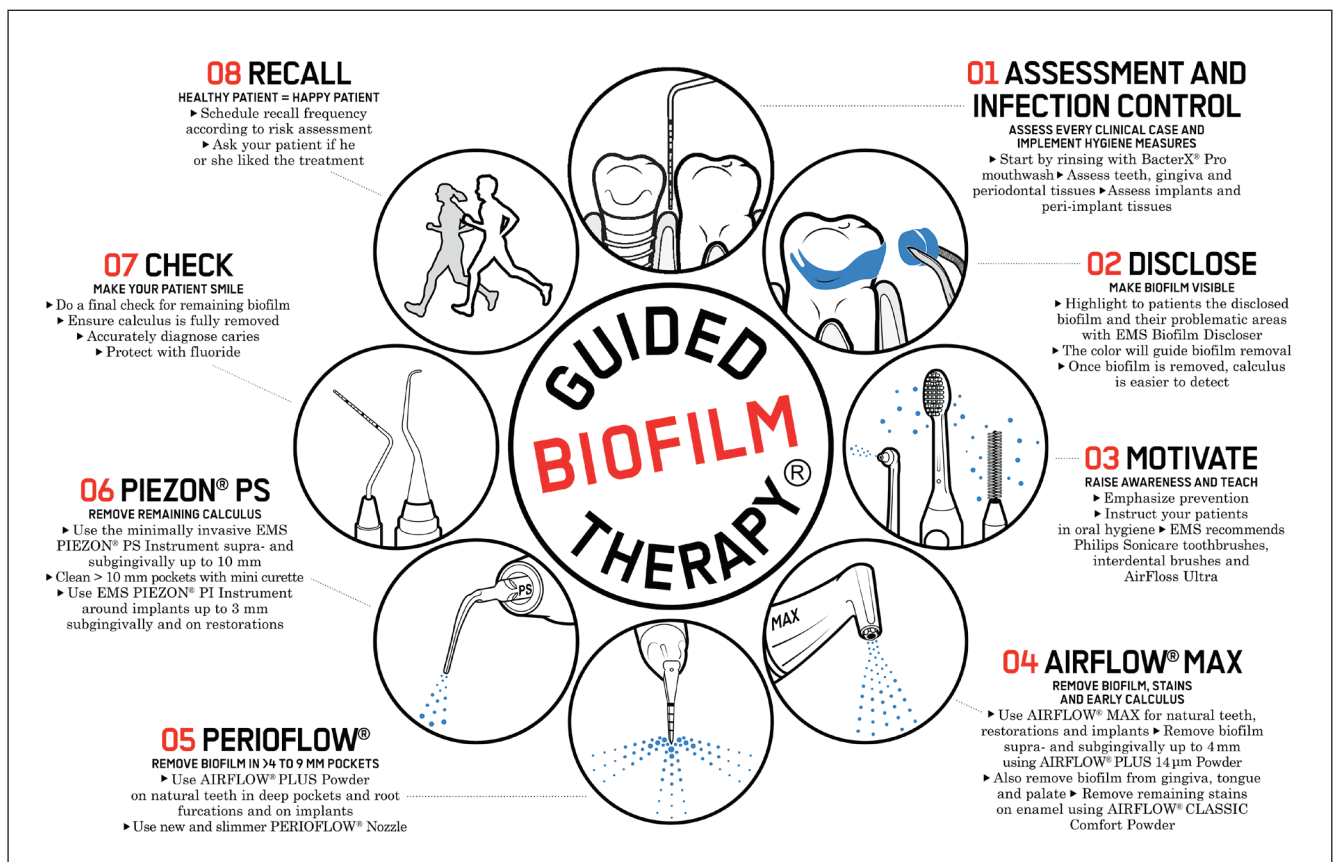 01 ASSESSMENT AND
INFECTION CONTROL
ASSESS EVERY CLINICAL CASE AND
IMPLEMENT HYGIENE MEASURES
▶ Start by rinsing with BacterX® Pro
mouthwash ▶ Assess teeth, gingiva and
periodontal tissues ▶ Assess implants and
peri-implant tissues
02 DISCLOSE
MAKE BIOFILM VISIBLE
▶ Highlight to patients the disclosed
biofilm and their problematic areas
with EMS Biofilm Discloser
▶ The color will guide biofilm removal
▶ Once biofilm is removed, calculus
is easier to detect
03 MOTIVATE
RAISE AWARENESS AND TEACH
▶ Emphasize prevention
▶ Instruct your patients
in oral hygiene ▶ EMS recommends
Philips Sonicare toothbrushes,
interdental brushes and
AirFloss Ultra
04 AIRFLOW® MAX
REMOVE BIOFILM, STAINS
AND EARLY CALCULUS
▶ Use AIRFLOW® MAX for natural teeth,
restorations and implants ▶ Remove biofilm
supra- and subgingivally up to 4 mm
using AIRFLOW® PLUS 14 µm Powder
▶ Also remove biofilm from gingiva, tongue
and palate ▶ Remove remaining stains
on enamel using AIRFLOW® CLASSIC
Comfort Powder
05 PERIOFLOW®
REMOVE BIOFILM IN >4 TO 9 MM POCKETS
▶ Use AIRFLOW® PLUS Powder
on natural teeth in deep pockets and root
furcations and on implants
▶ Use new and slimmer PERIOFLOW® Nozzle
06 PIEZON® PS
REMOVE REMAINING CALCULUS
▶ Use the minimally invasive EMS
PIEZON® PS Instrument supra- and
subgingivally up to 10 mm
▶ Clean > 10 mm pockets with mini curette
▶ Use EMS PIEZON® PI Instrument
around implants up to 3 mm
subgingivally and on restorations
07 CHECK
MAKE YOUR PATIENT SMILE
▶ Do a final check for remaining biofilm
▶ Ensure calculus is fully removed
▶ Accurately diagnose caries
▶ Protect with fluoride
08 RECALL
HEALTHY PATIENT = HAPPY PATIENT
▶ Schedule recall frequency
according to risk assessment
▶ Ask your patient if he
or she liked the treatment
GUIDED
BIOFILM
THERAPY®
MAX
PS